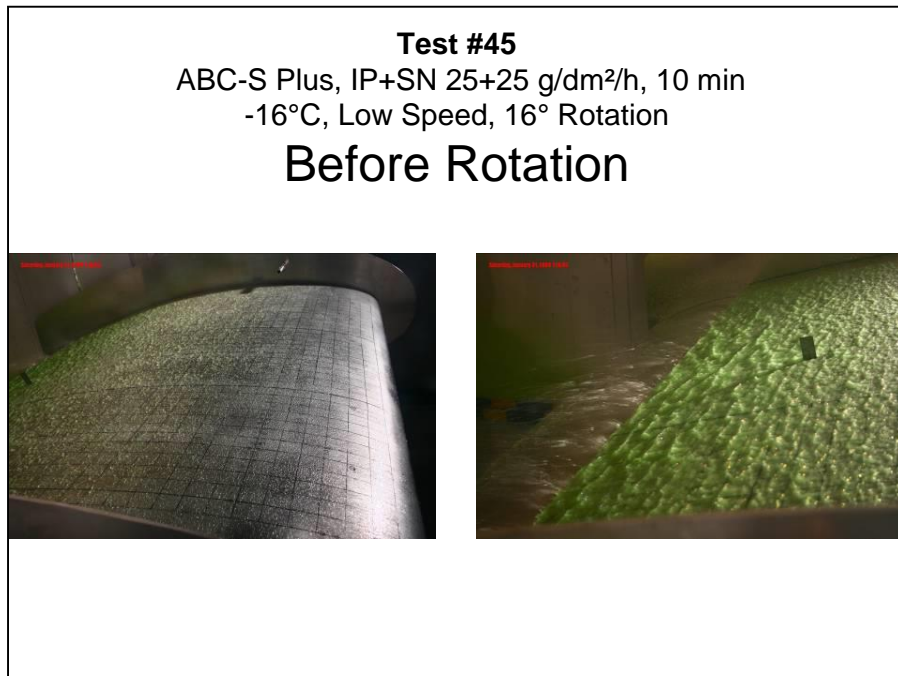 Test #45
ABC-S Plus, IP+SN 25+25 g/dm²/h, 10 min
-16°C, Low Speed, 16° Rotation
Before Rotation